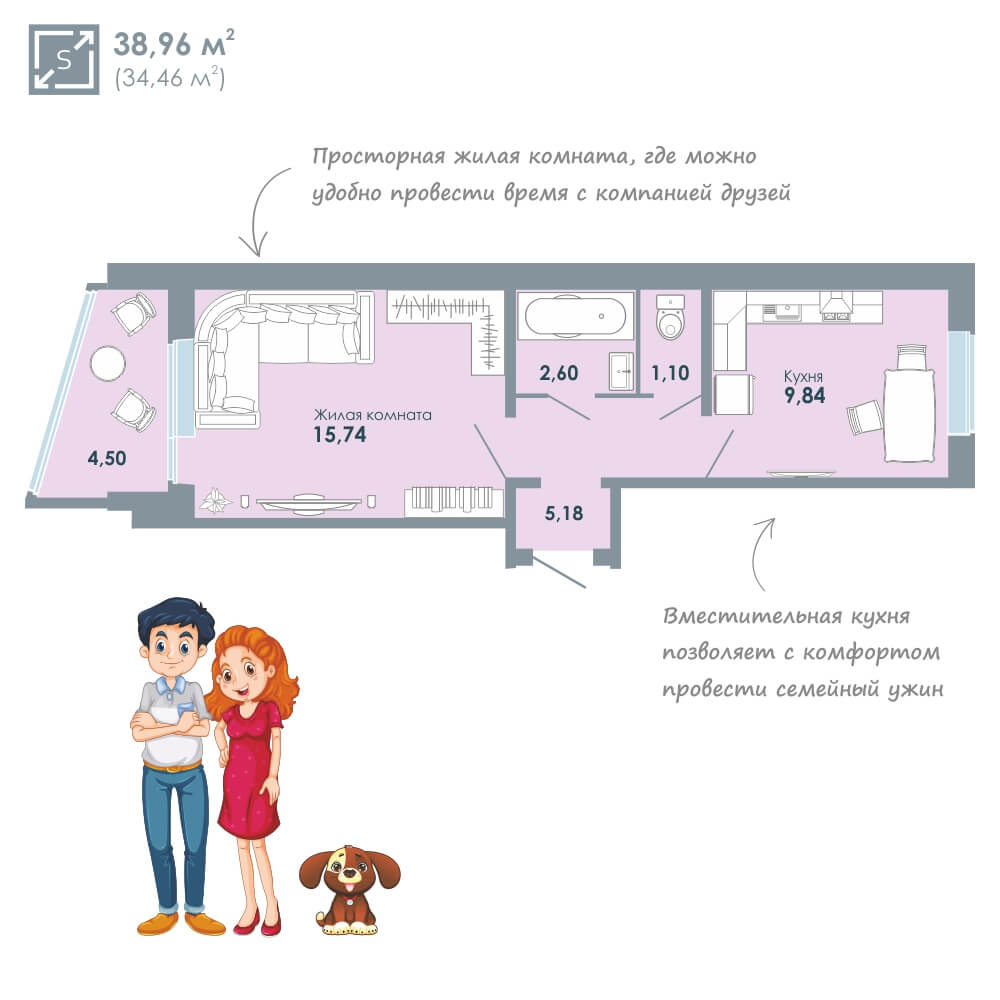 S
38,96 м²
(34,46 м²)
Просторная жилая комната, где можно
удобно провести время с компанией друзей
2,60
1,10
Кухня
9,84
Жилая комната
15,74
4,50
5,18
Вместительная кухня
позволяет с комфортом
провести семейный ужин